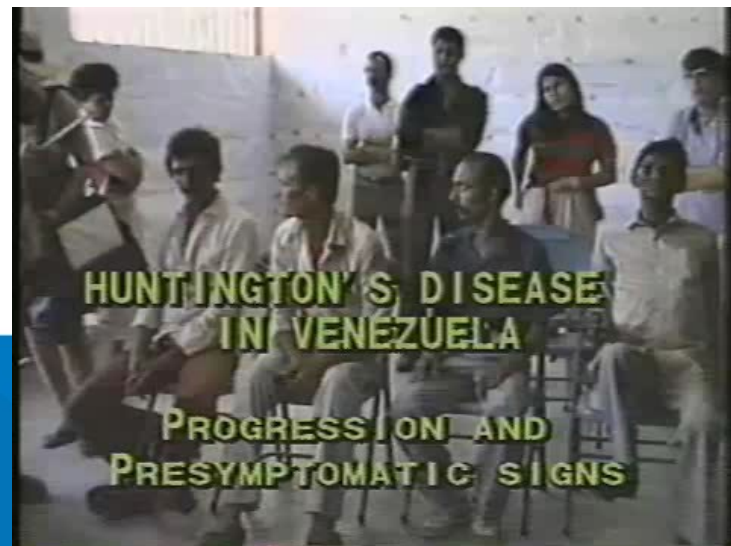 HUNTINGTON'S DISEASE
IN VENEZUELA
PROGRESSION AND
PRESYMPTOMATIC SIGNS